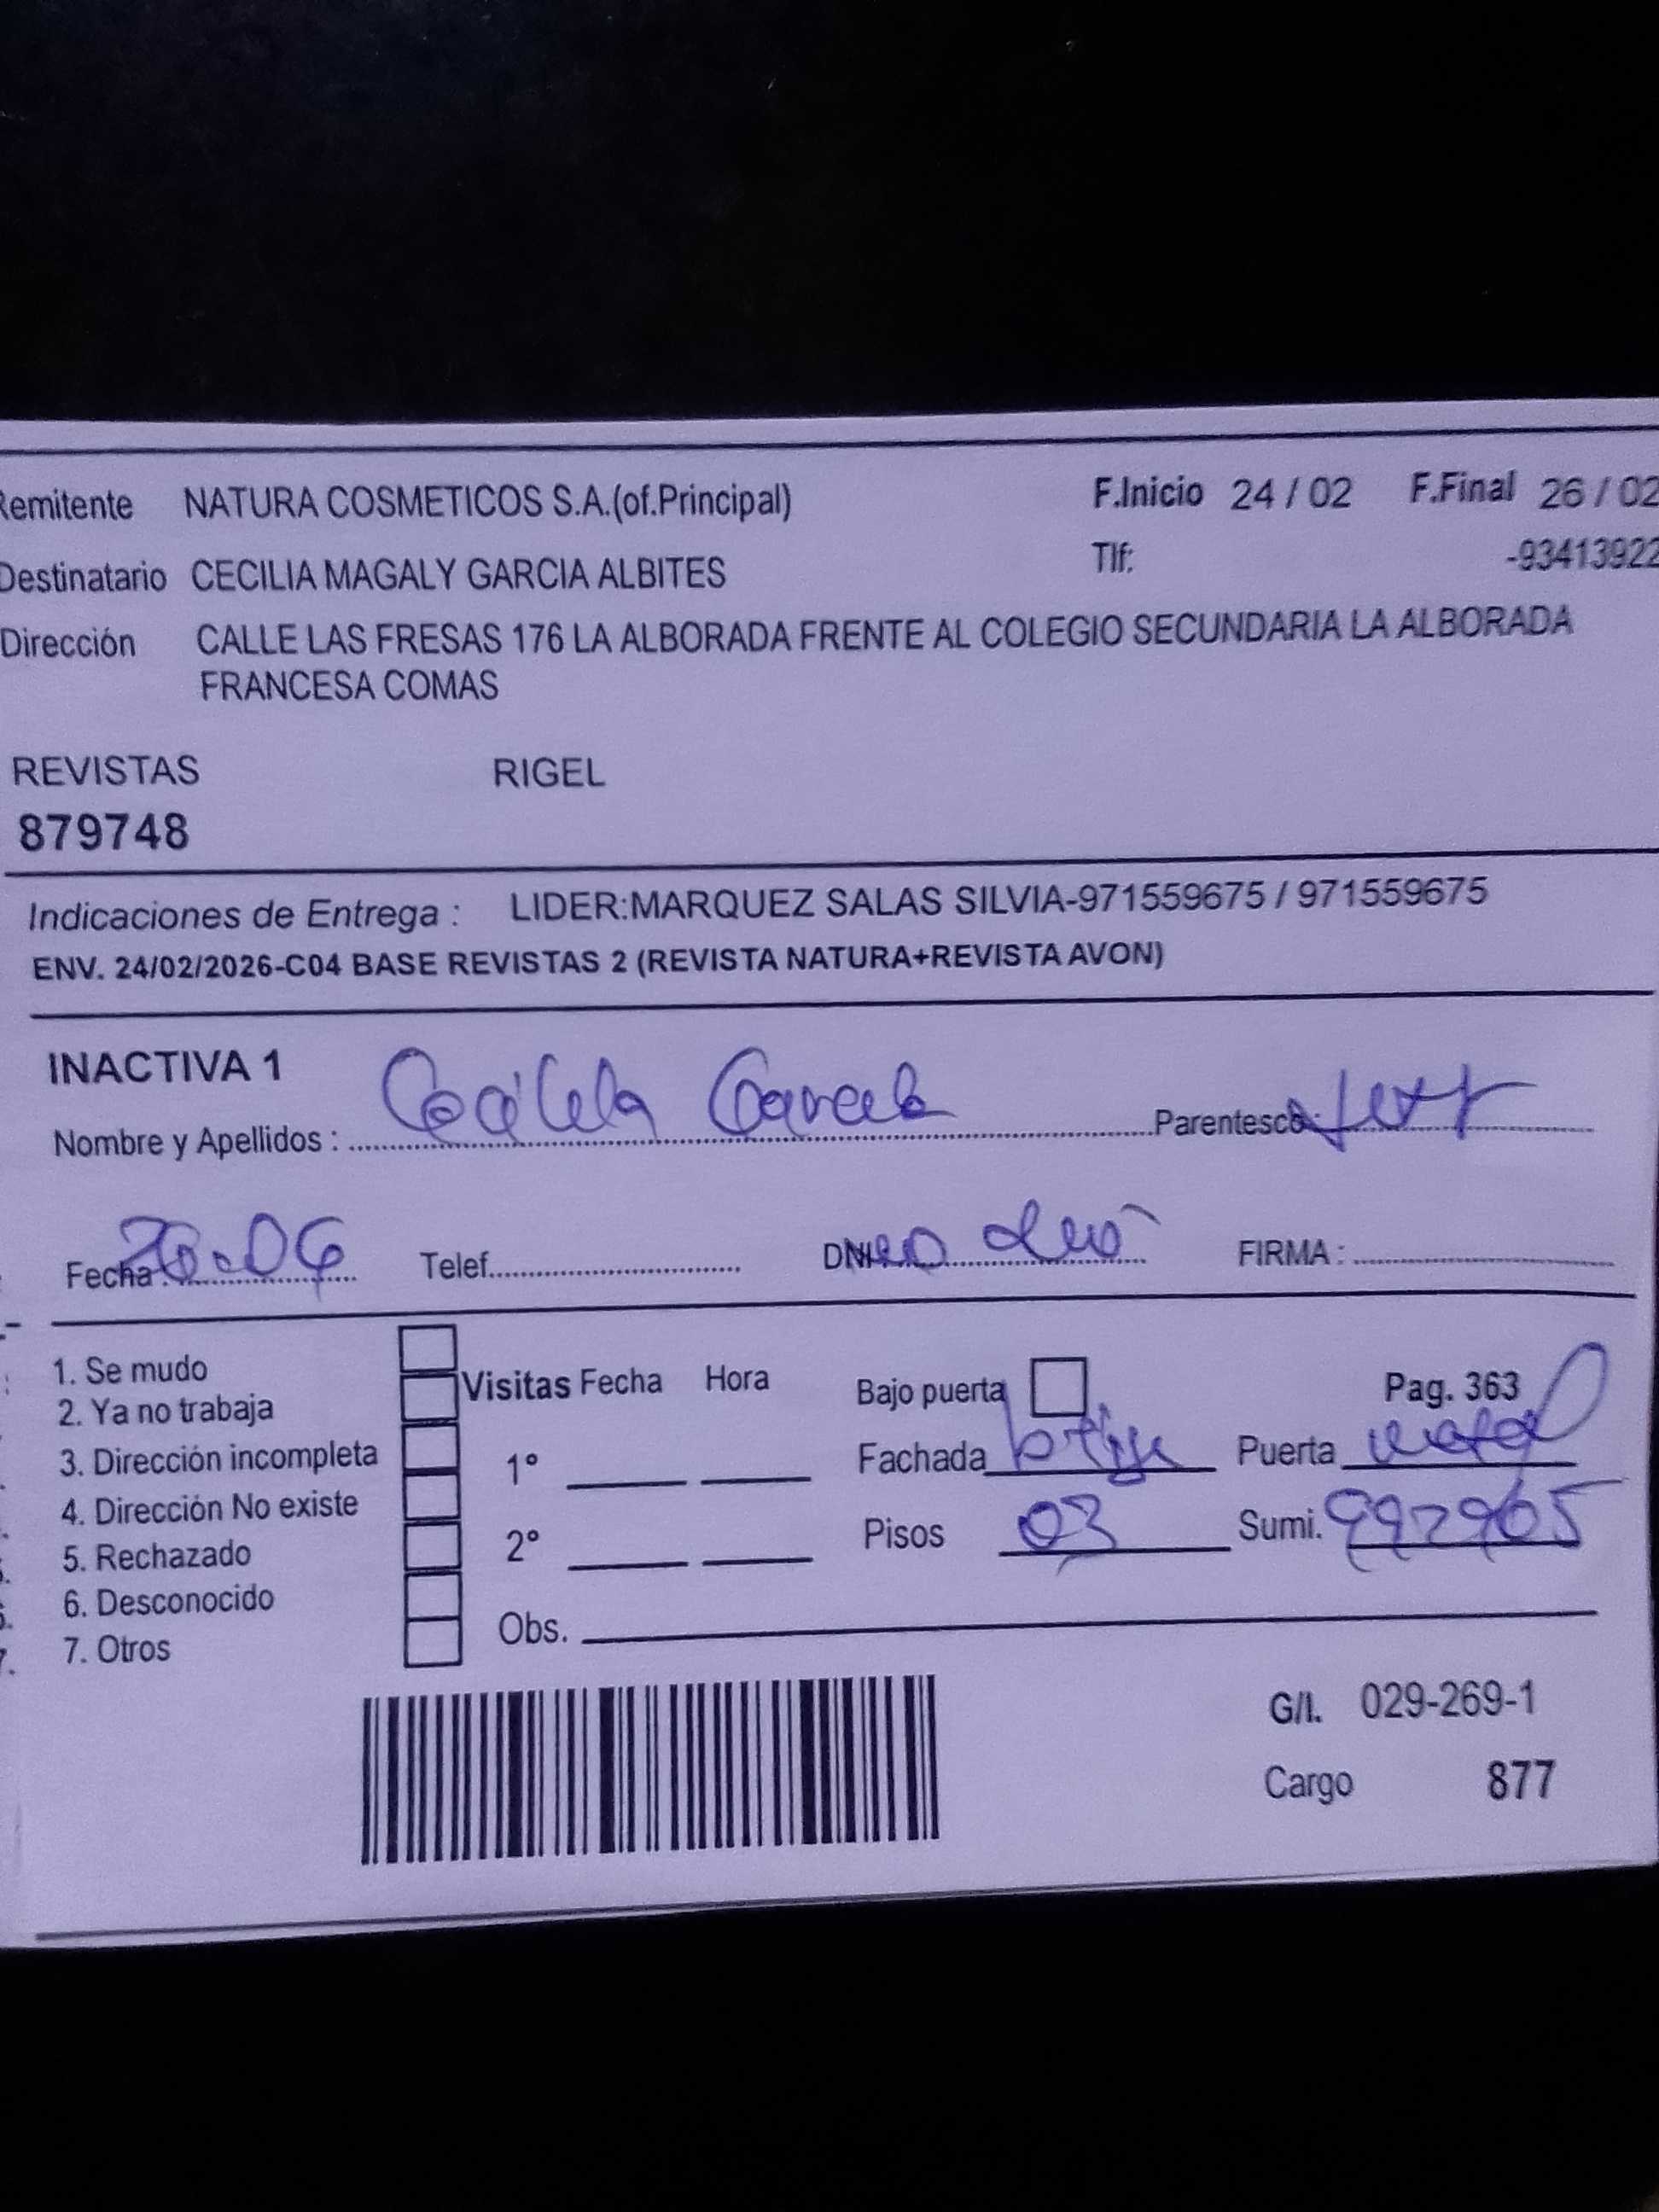 Remitente NATURA COSMETICOS S.A.(of.Principal) F.Inicio 24 / 02 F.Final 26 / 02
Destinatario CECILIA MAGALY GARCIA ALBITES Tlf: -93413922
Dirección CALLE LAS FRESAS 176 LA ALBORADA FRENTE AL COLEGIO SECUNDARIA LA ALBORADA
FRANCESA COMAS
REVISTAS RIGEL
879748
Indicaciones de Entrega : LIDER:MARQUEZ SALAS SILVIA-971559675 / 971559675
ENV. 24/02/2026-C04 BASE REVISTAS 2 (REVISTA NATURA+REVISTA AVON)
INACTIVA 1
Nombre y Apellidos : Parentesco:
Fecha : Telef. DNI FIRMA :
1. Se mudo
2. Ya no trabaja
3. Dirección incompleta
4. Dirección No existe
5. Rechazado
6. Desconocido
7. Otros
Visitas Fecha Hora Bajo puerta Pag. 363
1° Fachada Puerta
2° Pisos 03 Sumi.
Obs.
G/I. 029-269-1
Cargo 877